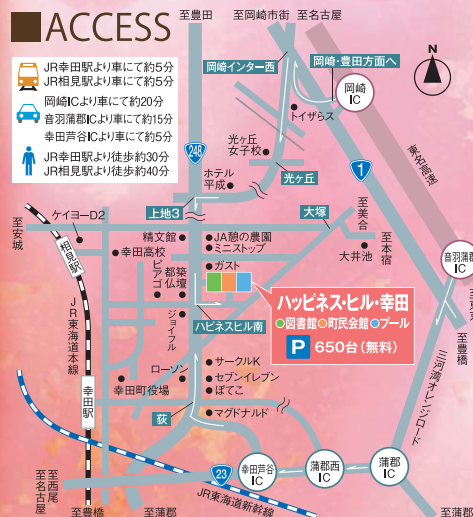 ■ACCESS
JR幸田駅より車にて約5分
JR相見駅より車にて約5分
岡崎ICより車にて約20分
音羽蒲郡ICより車にて約15分
幸田芦谷ICより車にて約5分
JR幸田駅より徒歩約30分
JR相見駅より徒歩約40分
至豊田
至岡崎市街
至名古屋
N
岡崎インター西
岡崎・豊田方面へ
岡崎
IC
トイザらス
光ヶ丘
女子校
248
1
東名高速
ホテル
平成
光ヶ丘
上地3
大塚
至美合
至本宿
至安城
ケイヨーD2
相見駅
精文館
JA憩の農園
ミニストップ
大井池
音羽蒲郡
IC
幸田高校
ピアゴ
都築
仏壇
ガスト
ハッピネス・ヒル・幸田
●図書館●町民会館●プール
P 650台(無料)
至豊橋
JR東海道本線
ジョイフル
ハピネスヒル南
三河湾オレンジロード
サークルK
ローソン
セブンイレブン
幸田駅
幸田町役場
ぽてこ
荻
マグドナルド
23
幸田芦谷
IC
蒲郡西
IC
蒲郡
IC
至西尾
至名古屋
JR東海道新幹線
至豊橋
至蒲郡
至蒲郡